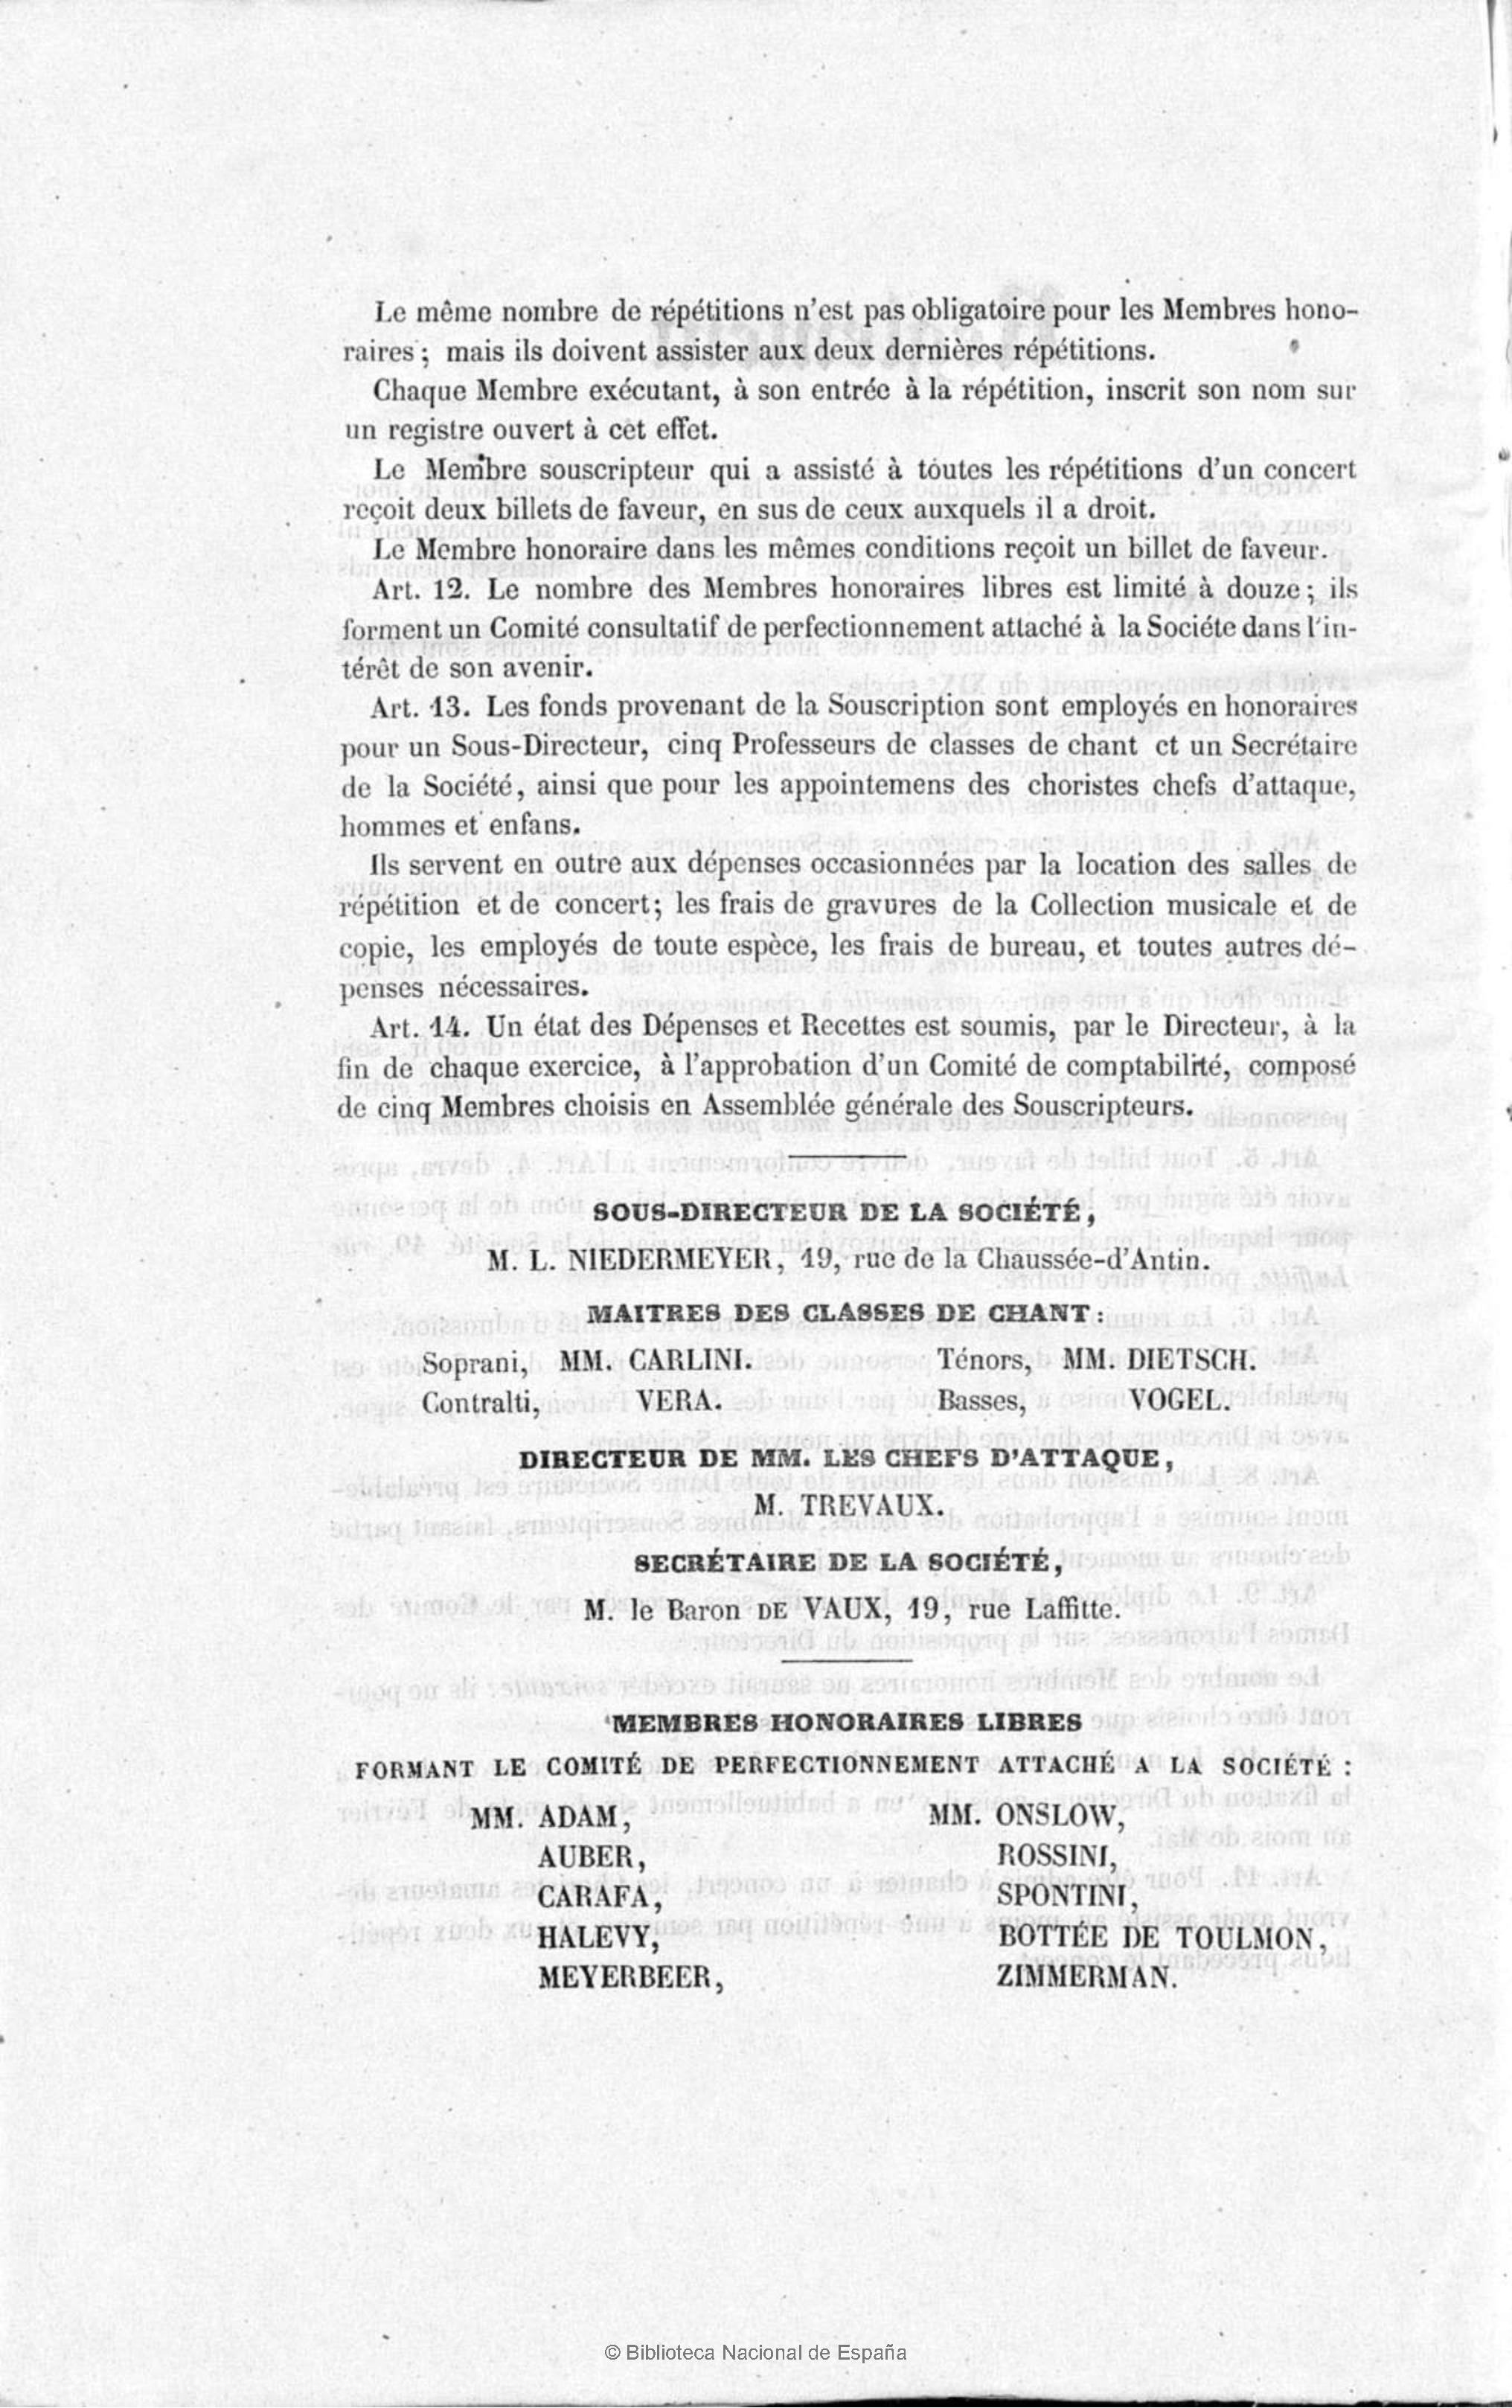 Le même nombre de répétitions n'est pas obligatoire pour les Membres hono-
raires ; mais ils doivent assister aux deux dernières répétitions.
Chaque Membre exécutant, à son entrée à la répétition, inscrit son nom sur
un registre ouvert à cet effet.
Le Membre souscripteur qui a assisté à toutes les répétitions d'un concert
reçoit deux billets de faveur, en sus de ceux auxquels il a droit.
Le Membre honoraire dans les mêmes conditions reçoit un billet de faveur.
Art. 12. Le nombre des Membres honoraires libres est limité à douze ; ils
forment un Comité consultatif de perfectionnement attaché à la Sociéte dans l'in-
térêt de son avenir.
Art. 13. Les fonds provenant de la Souscription sont employés en honoraires
pour un Sous-Directeur, cinq Professeurs de classes de chant et un Secrétaire
de la Société, ainsi que pour les appointemens des choristes chefs d'attaque,
hommes et enfans.
Ils servent en outre aux dépenses occasionnées par la location des salles de
répétition et de concert; les frais de gravures de la Collection musicale et de
copie, les employés de toute espèce, les frais de bureau, et toutes autres dé-
penses nécessaires.
Art. 14. Un état des Dépenses et Recettes est soumis, par le Directeur, à la
fin de chaque exercice, à l'approbation d'un Comité de comptabilité, composé
de cinq Membres choisis en Assemblée générale des Souscripteurs.
SOUS-DIRECTEUR DE LA SOCIÉTÉ,
M. L. NIEDERMEYER, 19, rue de la Chaussée-d'Antin.
MAITRES DES CLASSES DE CHANT :
Soprani, MM. CARLINI. Ténors, MM. DIETSCH.
Contralti, VERA. Basses, VOGEL.
DIRECTEUR DE MM. LES CHEFS D'ATTAQUE,
M. TREVAUX.
SECRÉTAIRE DE LA SOCIÉTÉ,
M. le Baron DE VAUX, 19, rue Laffitte.
MEMBRES HONORAIRES LIBRES
FORMANT LE COMITÉ DE PERFECTIONNEMENT ATTACHÉ A LA SOCIÉTÉ :
MM. ADAM, MM. ONSLOW,
AUBER, ROSSINI,
CARAFA, SPONTINI,
HALEVY, BOTTÉE DE TOULMON,
MEYERBEER, ZIMMERMAN.
© Biblioteca Nacional de España